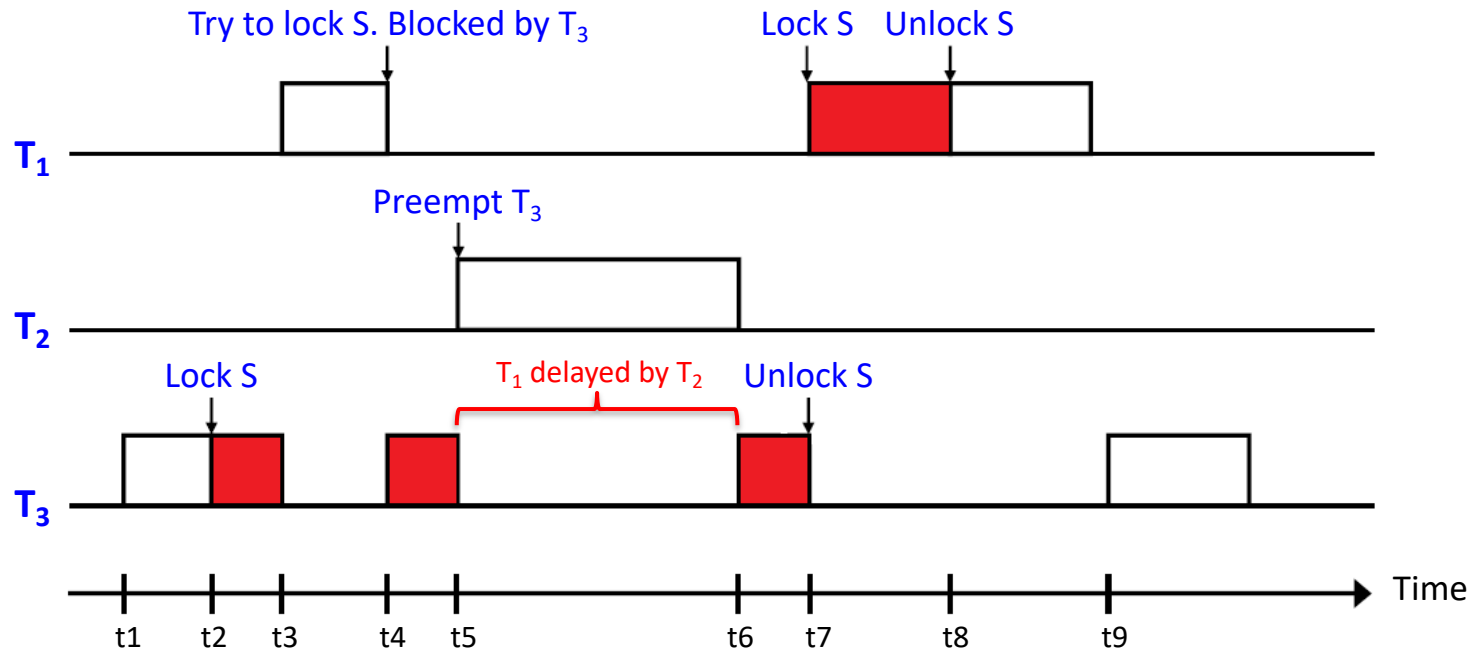 Try to lock S. Blocked by T₃
Lock S
Unlock S
T₁
Preempt T₃
T₂
Lock S
T₁ delayed by T₂
Unlock S
T₃
Time
t1
t2
t3
t4
t5
t6
t7
t8
t9